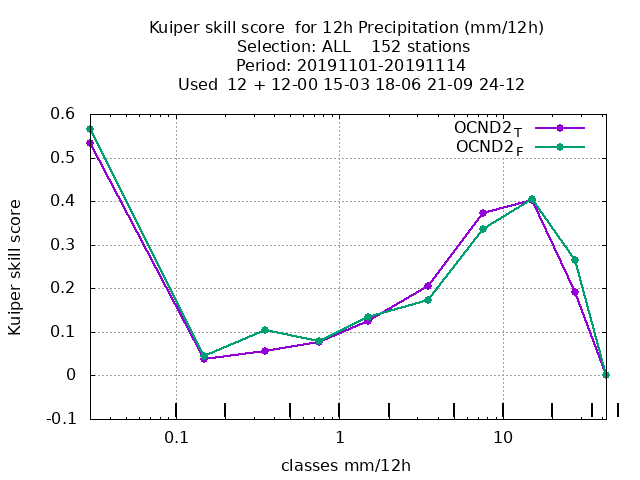 Kuiper skill score  for 12h Precipitation (mm/12h)
Selection: ALL    152 stations
Period: 20191101-20191114
Used  12 + 12-00 15-03 18-06 21-09 24-12
OCND2T
OCND2F
0.6
0.5
0.4
0.3
0.2
0.1
0
-0.1
Kuiper skill score
0.1 1 10
classes mm/12h